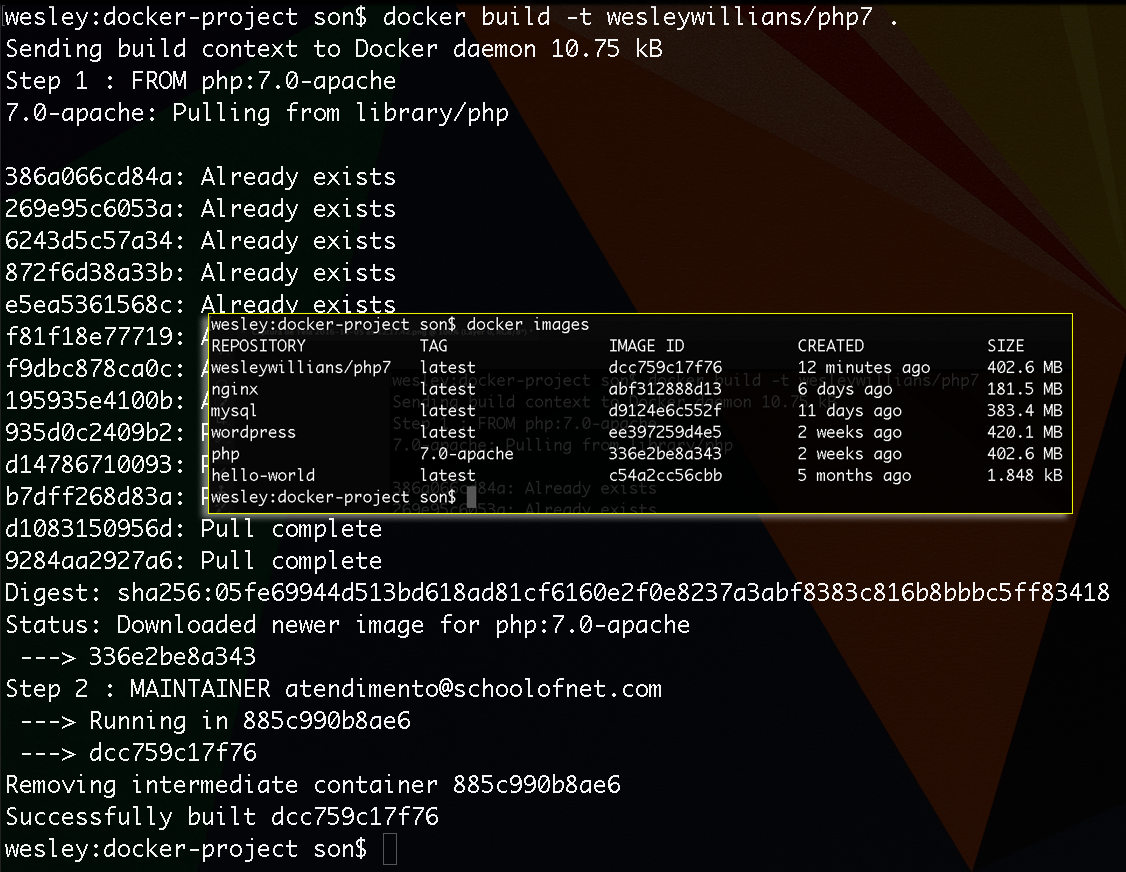 wesley:docker-project son$ docker build -t wesleywillians/php7 .
Sending build context to Docker daemon 10.75 kB
Step 1 : FROM php:7.0-apache
7.0-apache: Pulling from library/php
386a066cd84a: Already exists
269e95c6053a: Already exists
6243d5c57a34: Already exists
872f6d38a33b: Already exists
e5ea5361568c: Already exists
f81f18e77719:
f9dbc878ca0c:
195935e4100b:
935d0c2409b2:
d14786710093:
b7dff268d83a:
d1083150956d: Pull complete
9284aa2927a6: Pull complete
Digest: sha256:05fe69944d513bd618ad81cf6160e2f0e8237a3abf8383c816b8bbbc5ff83418
Status: Downloaded newer image for php:7.0-apache
---> 336e2be8a343
Step 2 : MAINTAINER atendimento@schoolofnet.com
---> Running in 885c990b8ae6
---> dcc759c17f76
Removing intermediate container 885c990b8ae6
Successfully built dcc759c17f76
wesley:docker-project son$
wesley:docker-project son$ docker images
REPOSITORY TAG IMAGE ID CREATED SIZE
wesleywillians/php7 latest dcc759c17f76 12 minutes ago 402.6 MB
nginx latest abf312888d13 6 days ago 181.5 MB
mysql latest d9124e6c552f 11 days ago 383.4 MB
wordpress latest ee397259d4e5 2 weeks ago 420.1 MB
php 7.0-apache 336e2be8a343 2 weeks ago 402.6 MB
hello-world latest c54a2cc56cbb 5 months ago 1.848 kB
wesley:docker-project son$